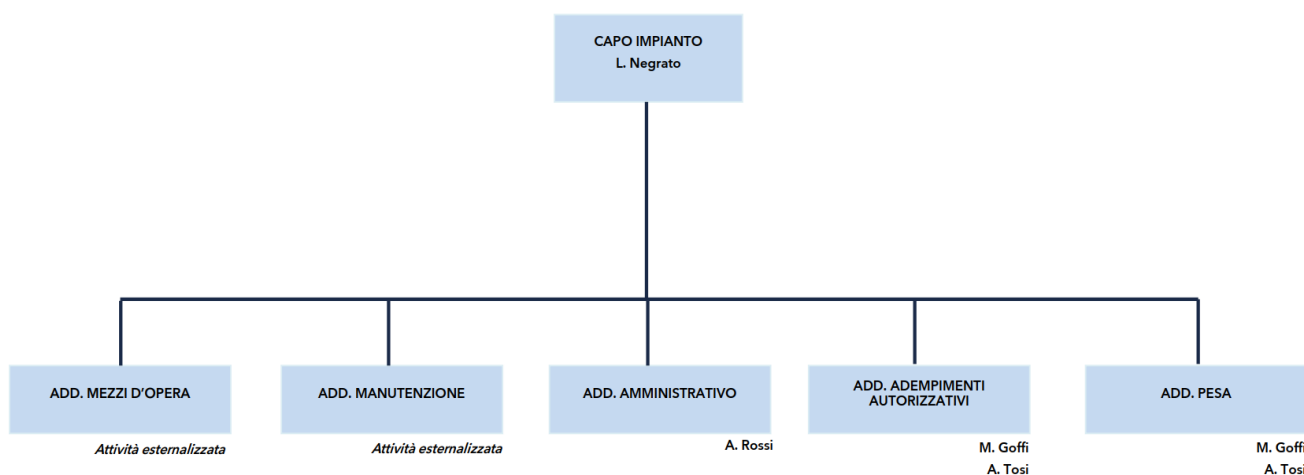 CAPO IMPIANTO
L. Negrato
ADD. MEZZI D'OPERA
Attività esternalizzata
ADD. MANUTENZIONE
Attività esternalizzata
ADD. AMMINISTRATIVO
A. Rossi
ADD. ADEMPIMENTI
AUTORIZZATIVI
M. Goffi
A. Tosi
ADD. PESA
M. Goffi
A. Tosi